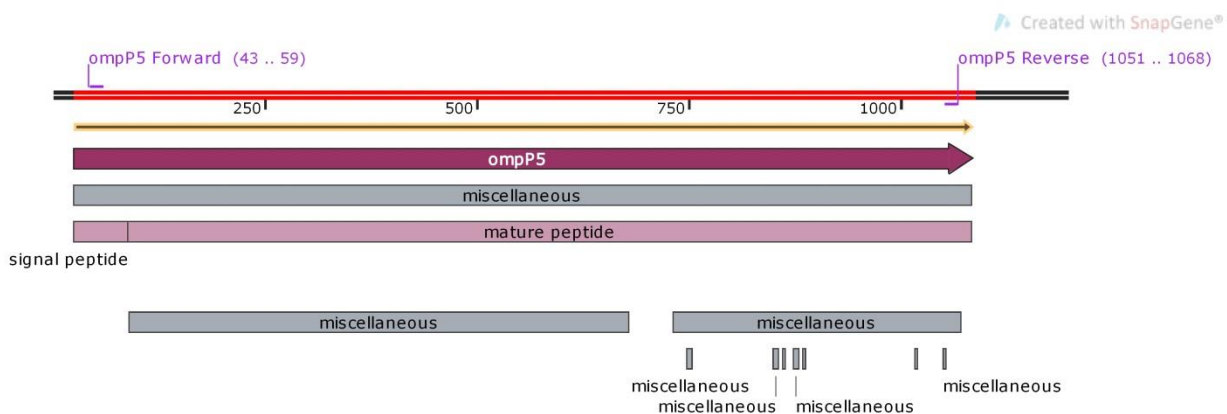 Created with SnapGene®
ompP5 Forward (43 .. 59)
ompP5 Reverse (1051 .. 1068)
250
500
750
1000
ompP5
miscellaneous
mature peptide
signal peptide
miscellaneous
miscellaneous
miscellaneous
miscellaneous
miscellaneous
miscellaneous